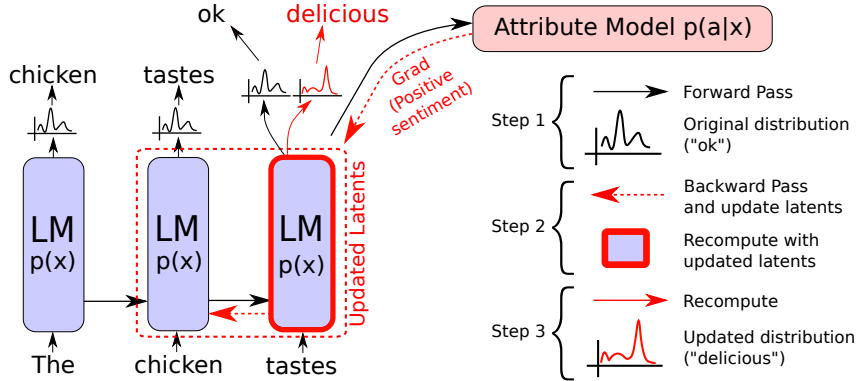 ok
delicious
Attribute Model p(a|x)
chicken
tastes
Grad
(Positive
sentiment)
LM
p(x)
LM
p(x)
LM
p(x)
Updated Latents
The
chicken
tastes
Step 1
Forward Pass
Original distribution
("ok")
Step 2
Backward Pass
and update latents
Recompute with
updated latents
Step 3
Recompute
Updated distribution
("delicious")